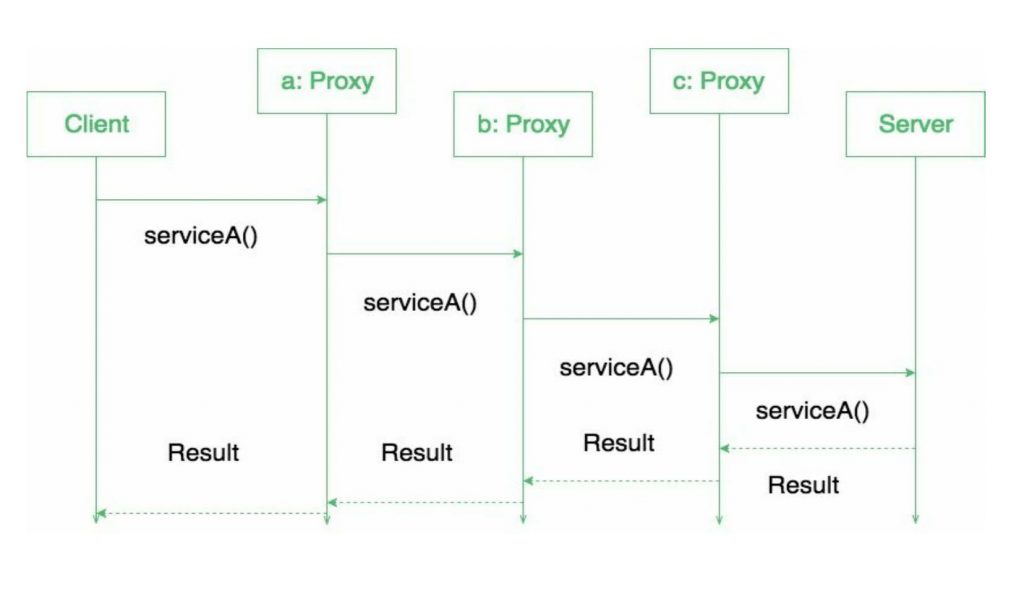 a: Proxy
c: Proxy
Client
b: Proxy
Server
serviceA()
serviceA()
serviceA()
serviceA()
Result
Result
Result
Result